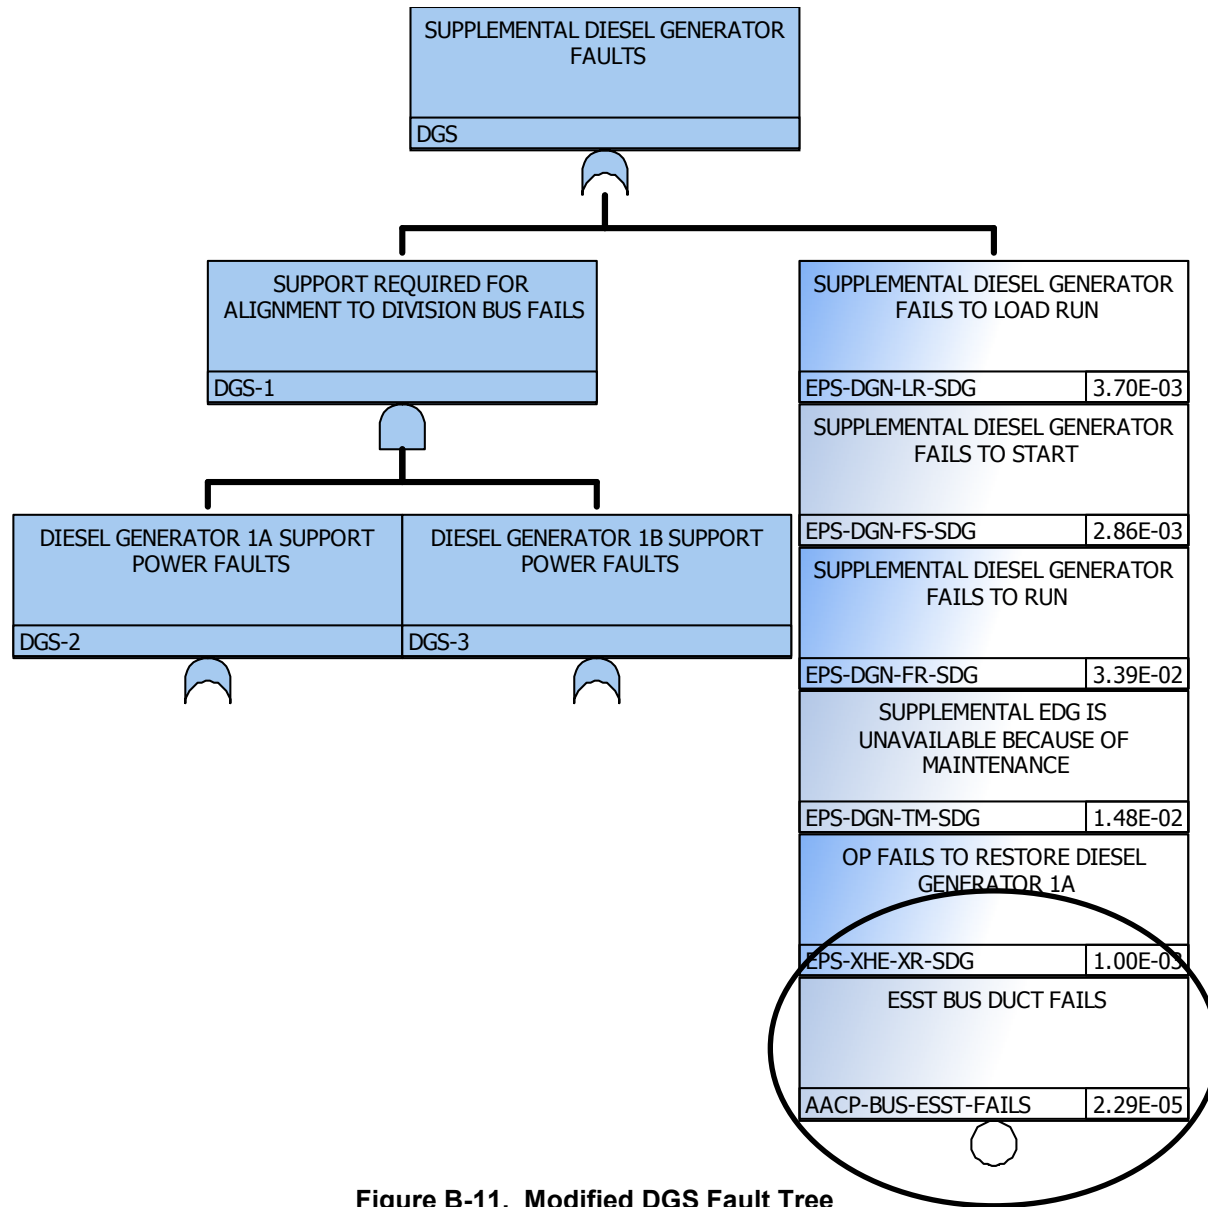 SUPPLEMENTAL DIESEL GENERATOR
FAULTS
DGS
SUPPORT REQUIRED FOR
ALIGNMENT TO DIVISION BUS FAILS
DGS-1
DIESEL GENERATOR 1A SUPPORT
POWER FAULTS
DGS-2
DIESEL GENERATOR 1B SUPPORT
POWER FAULTS
DGS-3
SUPPLEMENTAL DIESEL GENERATOR
FAILS TO LOAD RUN
EPS-DGN-LR-SDG 3.70E-03
SUPPLEMENTAL DIESEL GENERATOR
FAILS TO START
EPS-DGN-FS-SDG 2.86E-03
SUPPLEMENTAL DIESEL GENERATOR
FAILS TO RUN
EPS-DGN-FR-SDG 3.39E-02
SUPPLEMENTAL EDG IS
UNAVAILABLE BECAUSE OF
MAINTENANCE
EPS-DGN-TM-SDG 1.48E-02
OP FAILS TO RESTORE DIESEL
GENERATOR 1A
EPS-XHE-XR-SDG 1.00E-03
ESST BUS DUCT FAILS
AACP-BUS-ESST-FAILS 2.29E-05
Figure B-11. Modified DGS Fault Tree